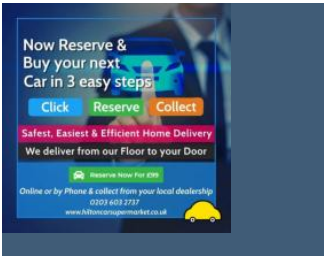 Now Reserve &
Buy your next
Car in 3 easy steps
Click Reserve Collect
Safest, Easiest & Efficient Home Delivery
We deliver from our Floor to your Door
Reserve Now For £99
Online or by Phone & collect from your local dealership
0203 603 2737
www.hiltoncarsupermarket.co.uk